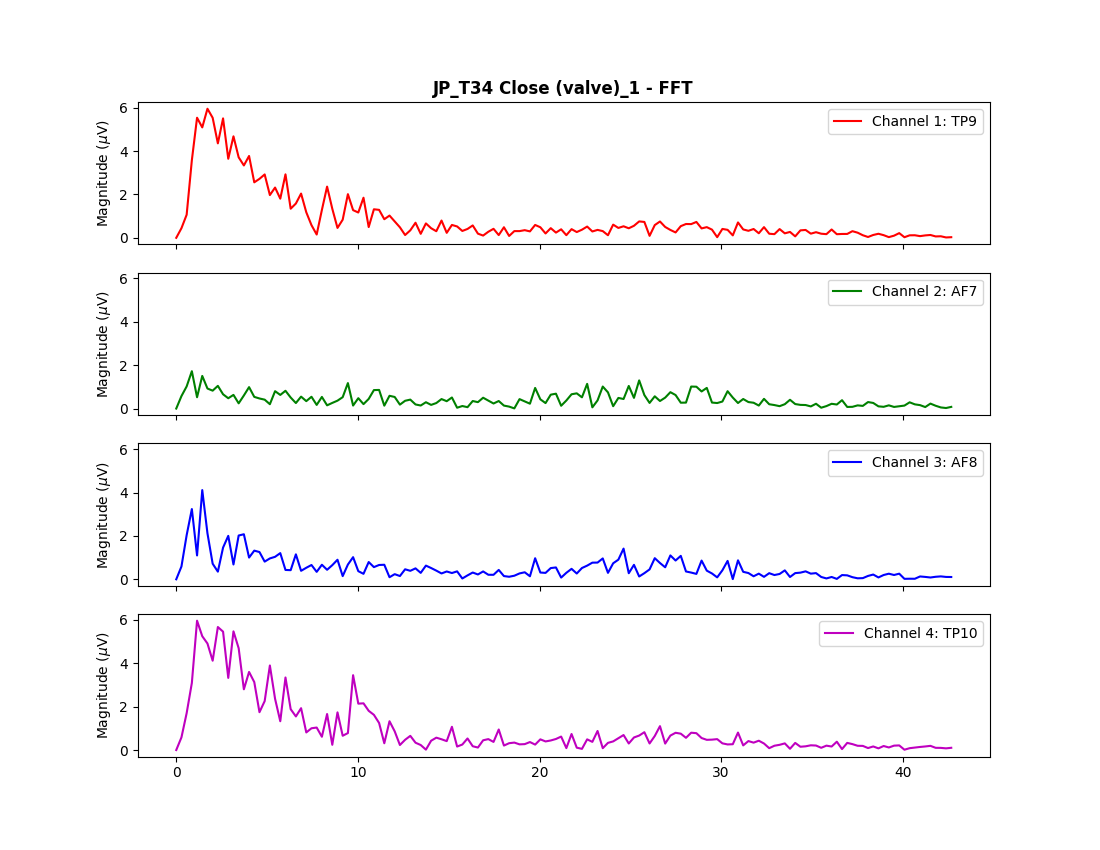 JP_T34 Close (valve)_1 - FFT
6
4
2
0
Magnitude (μV)
Channel 1: TP9
6
4
2
0
Magnitude (μV)
Channel 2: AF7
6
4
2
0
Magnitude (μV)
Channel 3: AF8
6
4
2
0
Magnitude (μV)
Channel 4: TP10
0 10 20 30 40